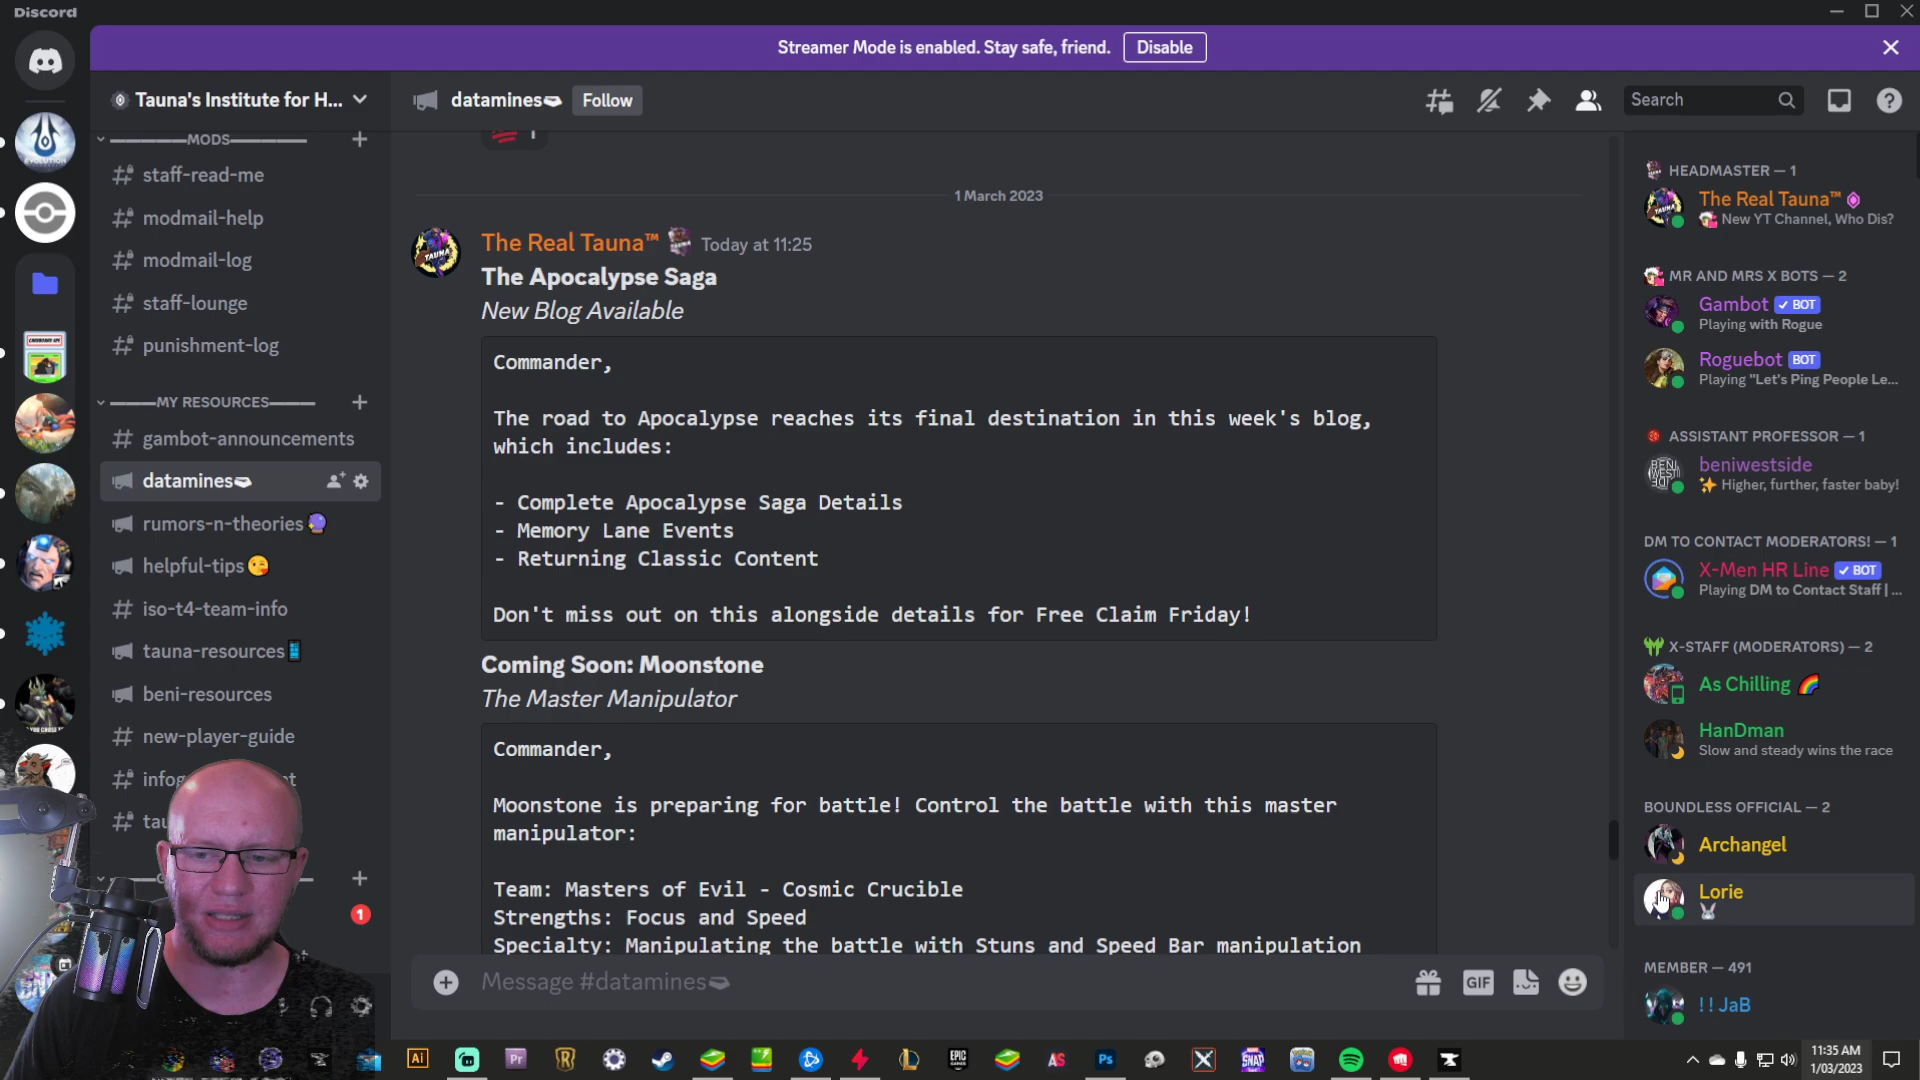 Discord
Streamer Mode is enabled. Stay safe, friend.
Disable
Tauna's Institute for H...
MODS
staff-read-me
modmail-help
modmail-log
staff-lounge
punishment-log
MY RESOURCES
gambot-announcements
datamines
rumors-n-theories
helpful-tips
iso-t4-team-info
tauna-resources
beni-resources
new-player-guide
1
datamines
Follow
Search
1
1 March 2023
The Real Tauna™ Today at 11:25
The Apocalypse Saga
New Blog Available
Commander,
The road to Apocalypse reaches its final destination in this week's blog,
which includes:
- Complete Apocalypse Saga Details
- Memory Lane Events
- Returning Classic Content
Don't miss out on this alongside details for Free Claim Friday!
Coming Soon: Moonstone
The Master Manipulator
Commander,
Moonstone is preparing for battle! Control the battle with this master
manipulator:
Team: Masters of Evil - Cosmic Crucible
Strengths: Focus and Speed
Specialty: Manipulating the battle with Stuns and Speed Bar manipulation
Message #datamines
GIF
HEADMASTER — 1
The Real Tauna™
New YT Channel, Who Dis?
MR AND MRS X BOTS — 2
Gambot BOT
Playing with Rogue
Roguebot BOT
Playing "Let's Ping People Le...
ASSISTANT PROFESSOR — 1
beniwestside
Higher, further, faster baby!
DM TO CONTACT MODERATORS! — 1
X-Men HR Line BOT
Playing DM to Contact Staff | ...
X-STAFF (MODERATORS) — 2
As Chilling
HanDman
Slow and steady wins the race
BOUNDLESS OFFICIAL — 2
Archangel
Lorie
MEMBER — 491
! ! JaB
Ai
Pr
EPIC
AS
Ps
SNAP
11:35 AM
1/03/2023